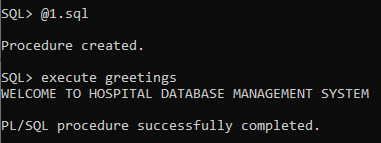 SQL> @1.sql
Procedure created.
SQL> execute greetings
WELCOME TO HOSPITAL DATABASE MANAGEMENT SYSTEM
PL/SQL procedure successfully completed.